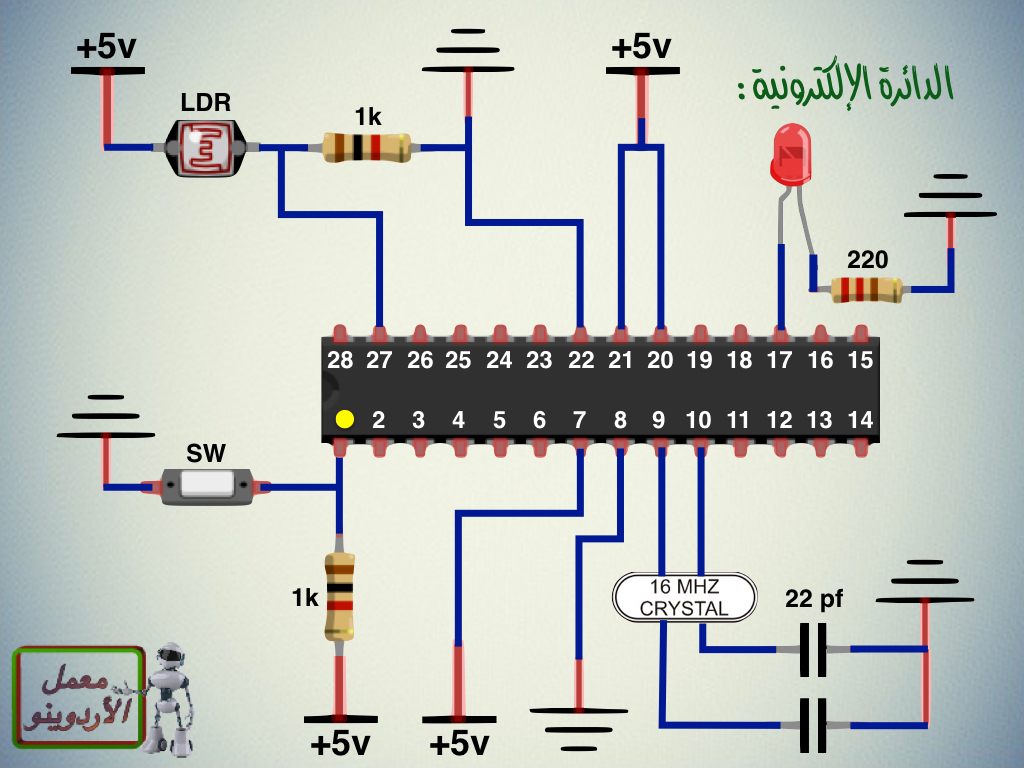 +5v
+5v
الدائرة الإلكترونية :
LDR
1k
220
28 27 26 25 24 23 22 21 20 19 18 17 16 15
2 3 4 5 6 7 8 9 10 11 12 13 14
SW
1k
16 MHZ
CRYSTAL
22 pf
معمل
الأردوينو
+5v
+5v